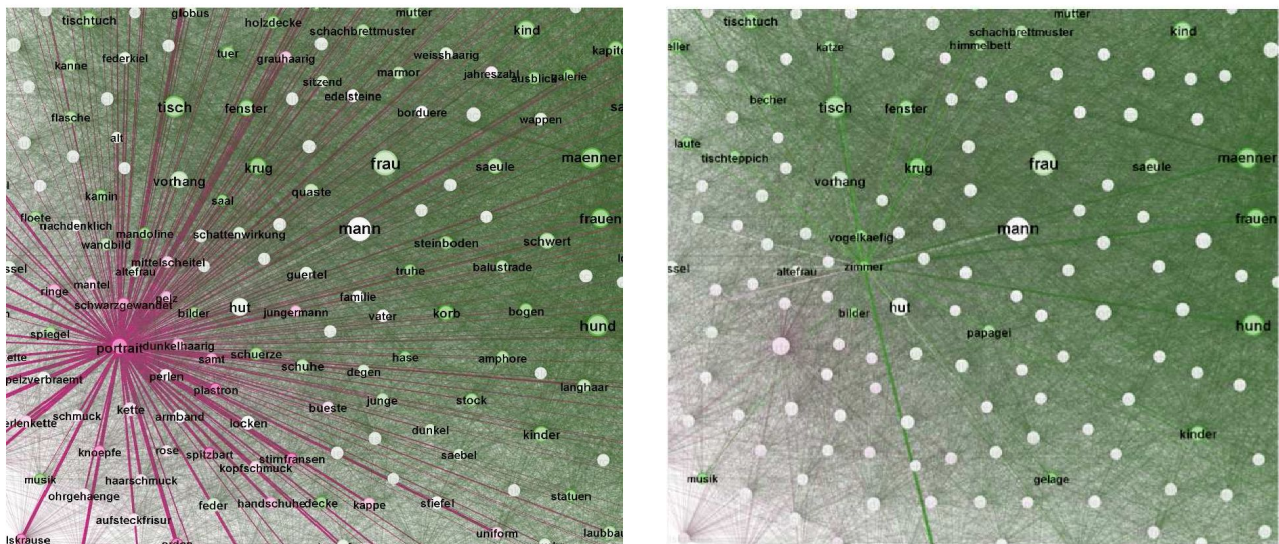 globus
mutter
tischtuch
holzdecke
schachbrettmuster
kind
tuer
federkiel
grauhaarig
weisshaarig
kanne
marmor
jahreszahl
ausblick
galerie
sitzend
edelsteine
tisch
fenster
borduere
flasche
wappen
alt
frau
maenner
krug
saeule
vorhang
quaste
kamin
saal
floete
nachdenklich
frauen
mandoline
schattenwirkung
mann
wandbild
steinboden
schwert
mittelscheitel
altefrau
guertel
truhe
balustrade
mantel
ringe
pelz
familie
schwarzgewandet
hut
bilder
jungermann
vater
korb
bogen
hund
spiegel
portrait
dunkelhaarig
samt
schuerze
hase
amphore
schuhe
degen
pelzverbraemt
perlen
plastron
langhaar
junge
stock
kette
bueste
schmuck
armband
locken
dunkel
kinder
knoepfe
rose
spitzbart
stirnfransen
saebel
kopfschmuck
musik
haarschmuck
ohrgehaenge
feder
handschuhe
decke
kappe
stiefel
statuen
aufsteckfrisur
uniform
mutter
tischtuch
schachbrettmuster
kind
katze
himmelbett
becher
tisch
fenster
laute
tischteppich
krug
frau
saeule
maenner
vorhang
frauen
vogelkaefig
mann
altefrau
zimmer
bilder
hut
papagei
hund
kinder
musik
gelage